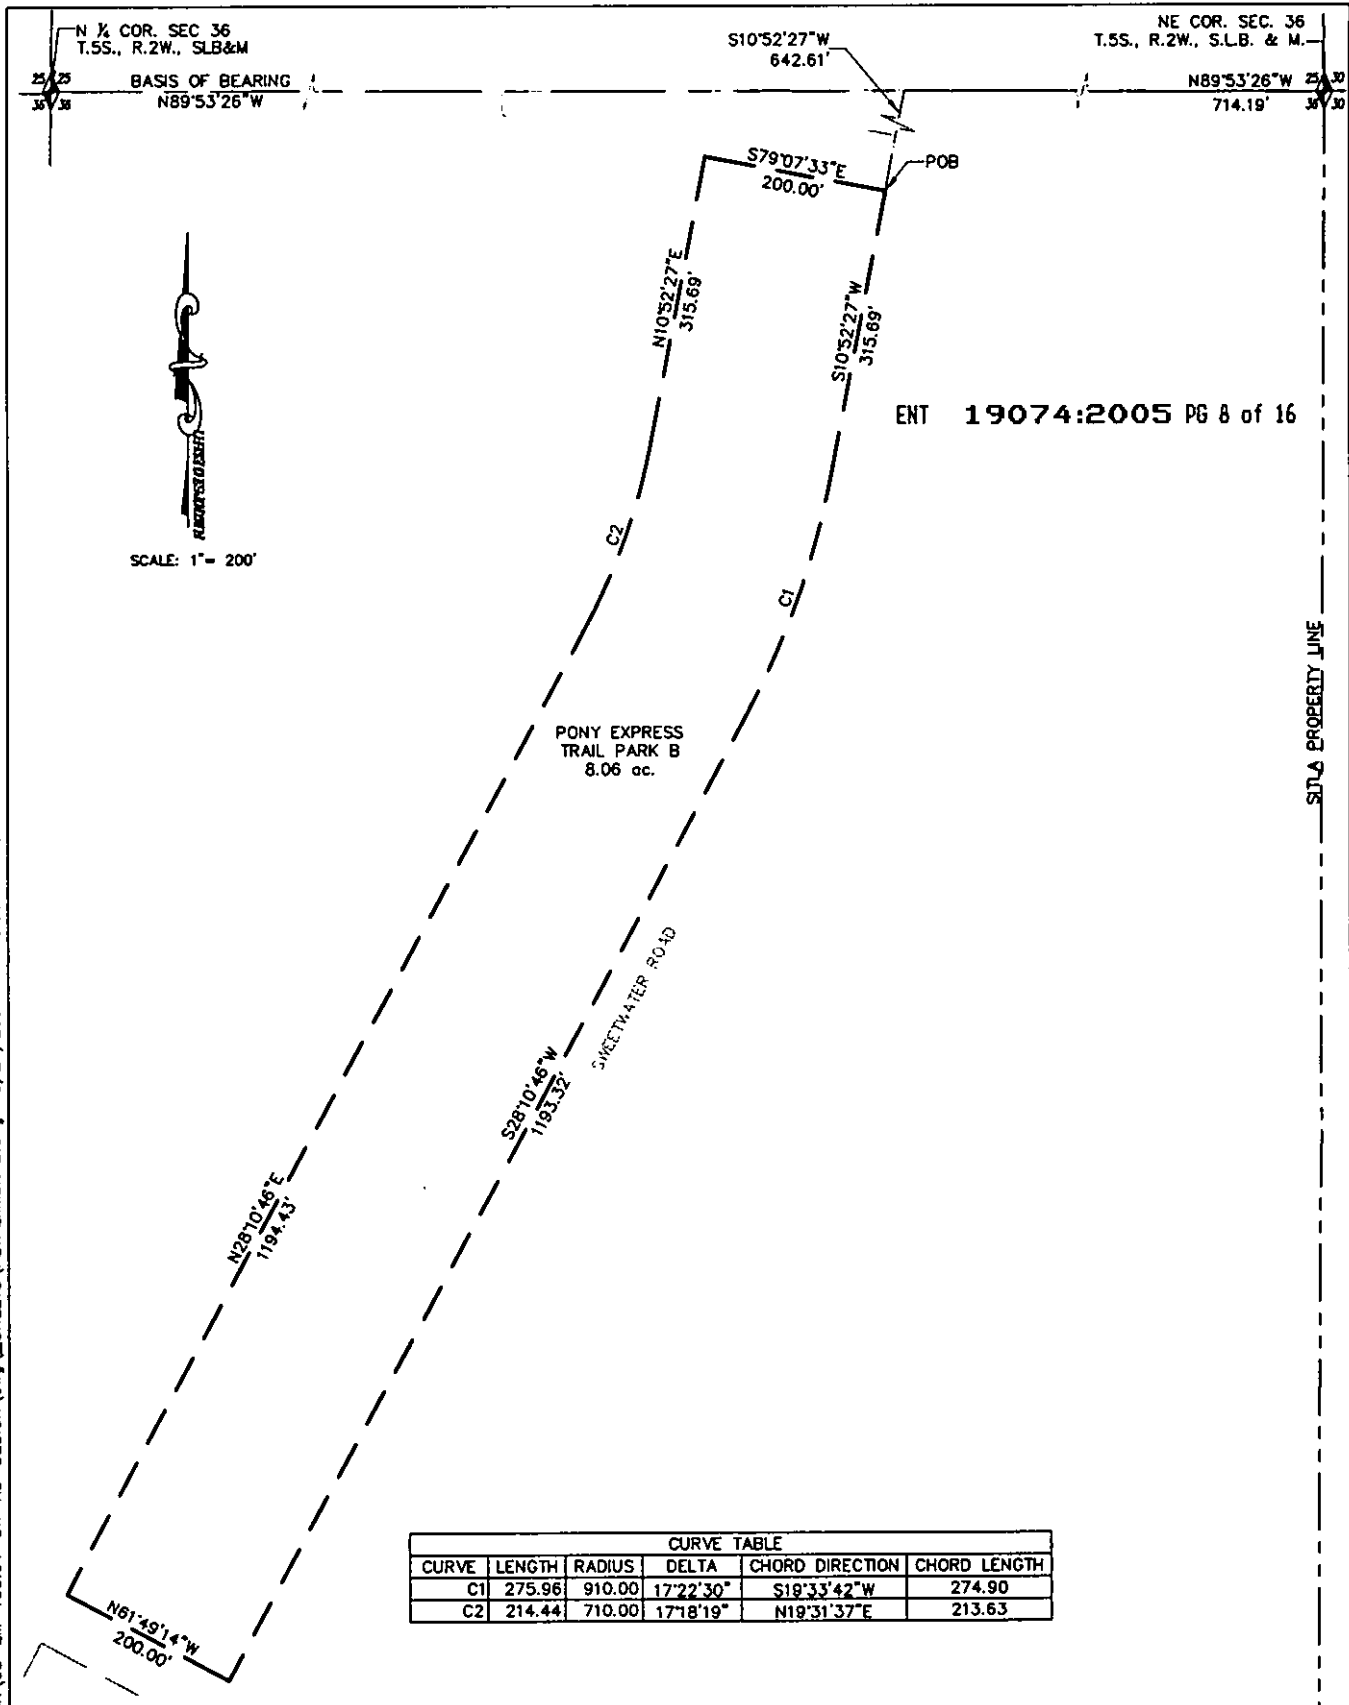 N ¼ COR. SEC 36
T.5S., R.2W., SLB&M
25 25
36 36
BASIS OF BEARING
N89°53'26"W
S10°52'27"W
642.61'
NE COR. SEC. 36
T.5S., R.2W., S.L.B. & M.
N89°53'26"W
714.19'
25 30
36 30
S79°07'33"E
200.00'
POB
N10°52'27"E
315.69'
S10°52'27"W
315.69'
ENT 19074:2005 PG 8 of 16
SCALE: 1"= 200'
C2
C1
PONY EXPRESS
TRAIL PARK B
8.06 ac.
SITLA PROPERTY LINE
SWEETWATER ROAD
S28°10'46"W
1193.32'
N28°10'46"E
1194.43'
N61°49'14"W
200.00'
CURVE TABLE
CURVE LENGTH RADIUS DELTA CHORD DIRECTION CHORD LENGTH
C1 275.96 910.00 17°22'30" S19°33'42"W 274.90
C2 214.44 710.00 17°18'19" N19°31'37"E 213.63